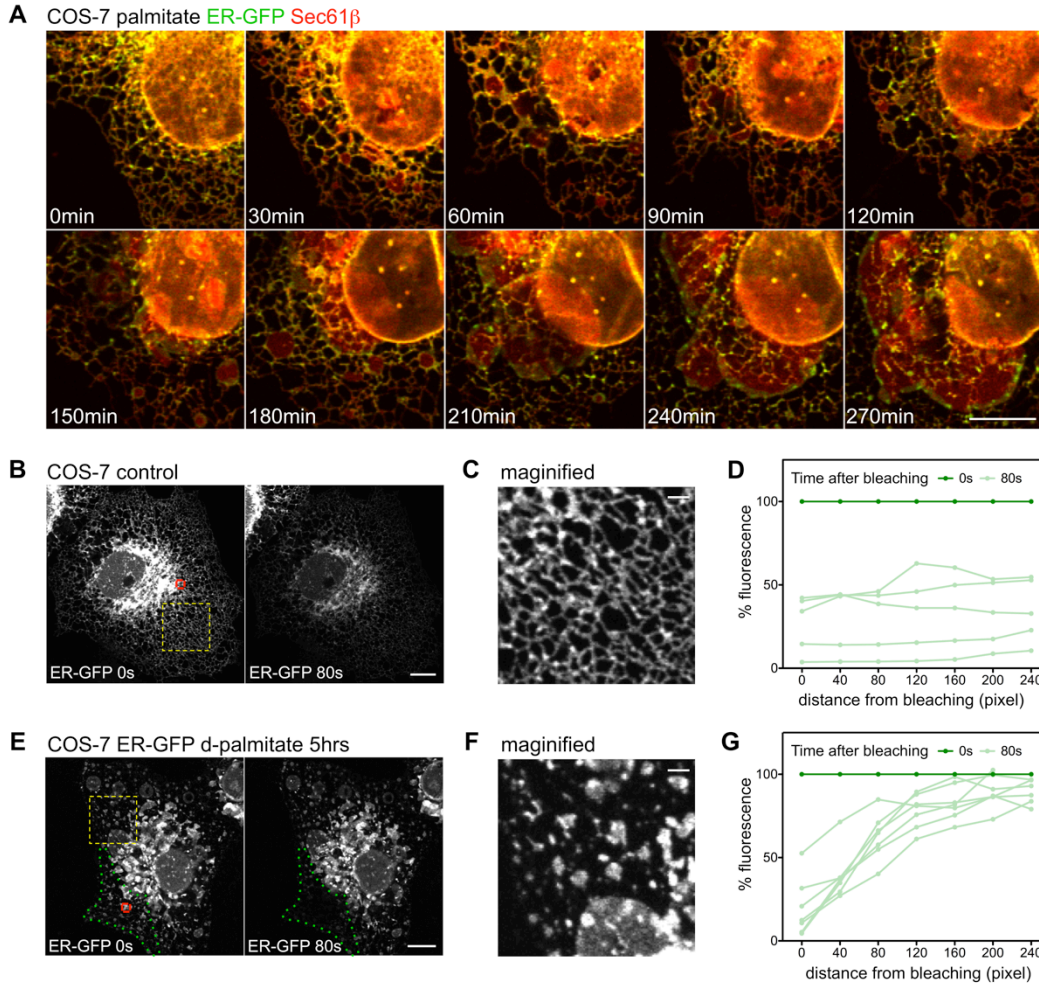 A COS-7 palmitate ER-GFP Sec61β
0min 30min 60min 90min 120min
150min 180min 210min 240min 270min
B COS-7 control
ER-GFP 0s ER-GFP 80s
C maginified
D
Time after bleaching 0s 80s
100
50
0
% fluorescence
0 40 80 120 160 200 240
distance from bleaching (pixel)
E COS-7 ER-GFP d-palmitate 5hrs
ER-GFP 0s ER-GFP 80s
F maginified
G
Time after bleaching 0s 80s
100
50
0
% fluorescence
0 40 80 120 160 200 240
distance from bleaching (pixel)